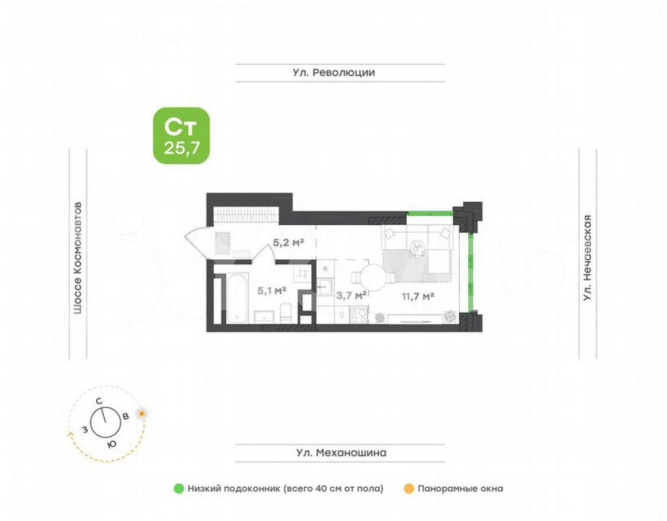 Ул. Революции
Ст
25,7
Шоссе Космонавтов
Ул. Нечаевская
5,2 м²
5,1 м²
3,7 м²
11,7 м²
С
В
З
Ю
Ул. Механошина
Низкий подоконник (всего 40 см от пола)
Панорамные окна